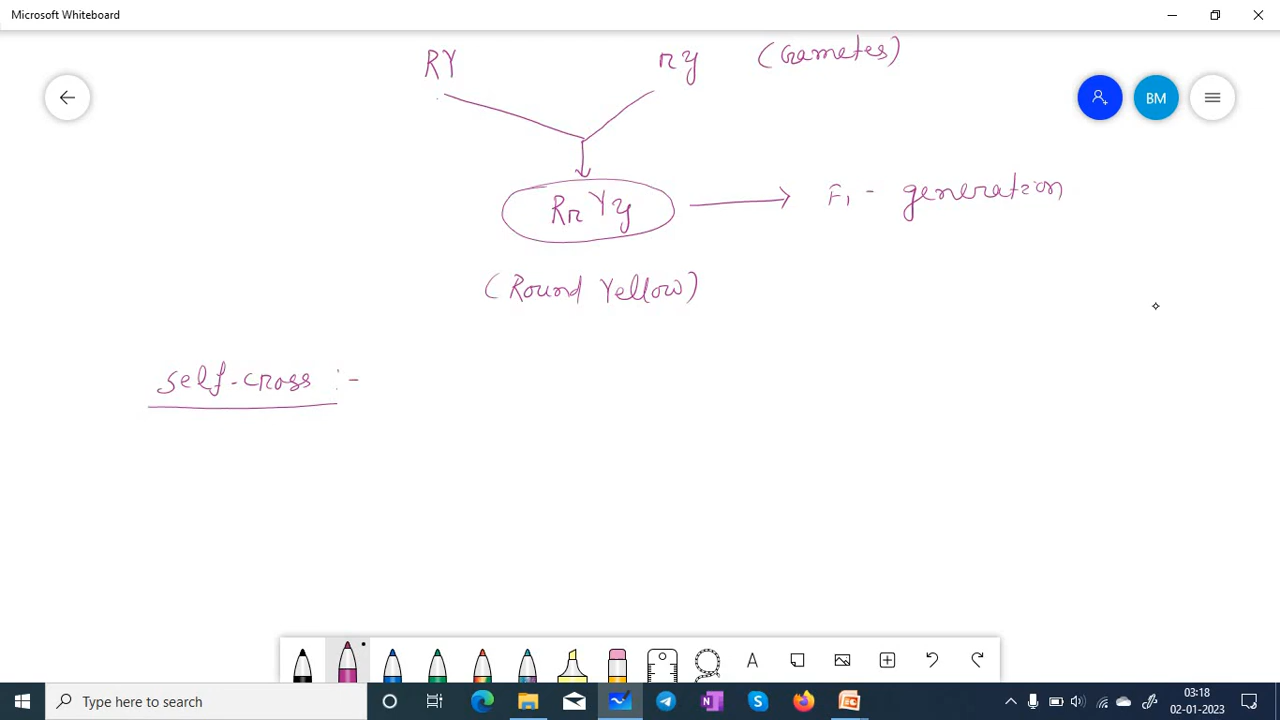 Microsoft Whiteboard
RY ry (Gametes)
BM
RrYy → F1 - generation
(Round Yellow)
self-cross :-
A
Type here to search
03:18
02-01-2023